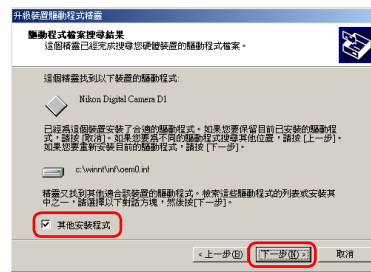 升級裝置驅動程式精靈
驅動程式檔案搜尋結果
這個精靈已經完成搜尋您硬體裝置的驅動程式檔案。
這個精靈找到以下裝置的驅動程式:
Nikon Digital Camera D1
已經為這個裝置安裝了合適的驅動程式。如果您要保留目前已安裝的驅動程
式，請按 [取消]。如果您要為不同的驅動程式搜尋其他位置，按 [上一步]。
如果您要重新安裝目前的驅動程式，請按 [下一步]。
c:\winnt\inf\oem0.inf
精靈又找到其他適合該裝置的驅動程式。檢索這些驅動程式的列表或安裝其
中之一，請選擇以下對話方塊，然後按[下一步]。
其他安裝程式
<上一步(B) 下一步(N)> 取消